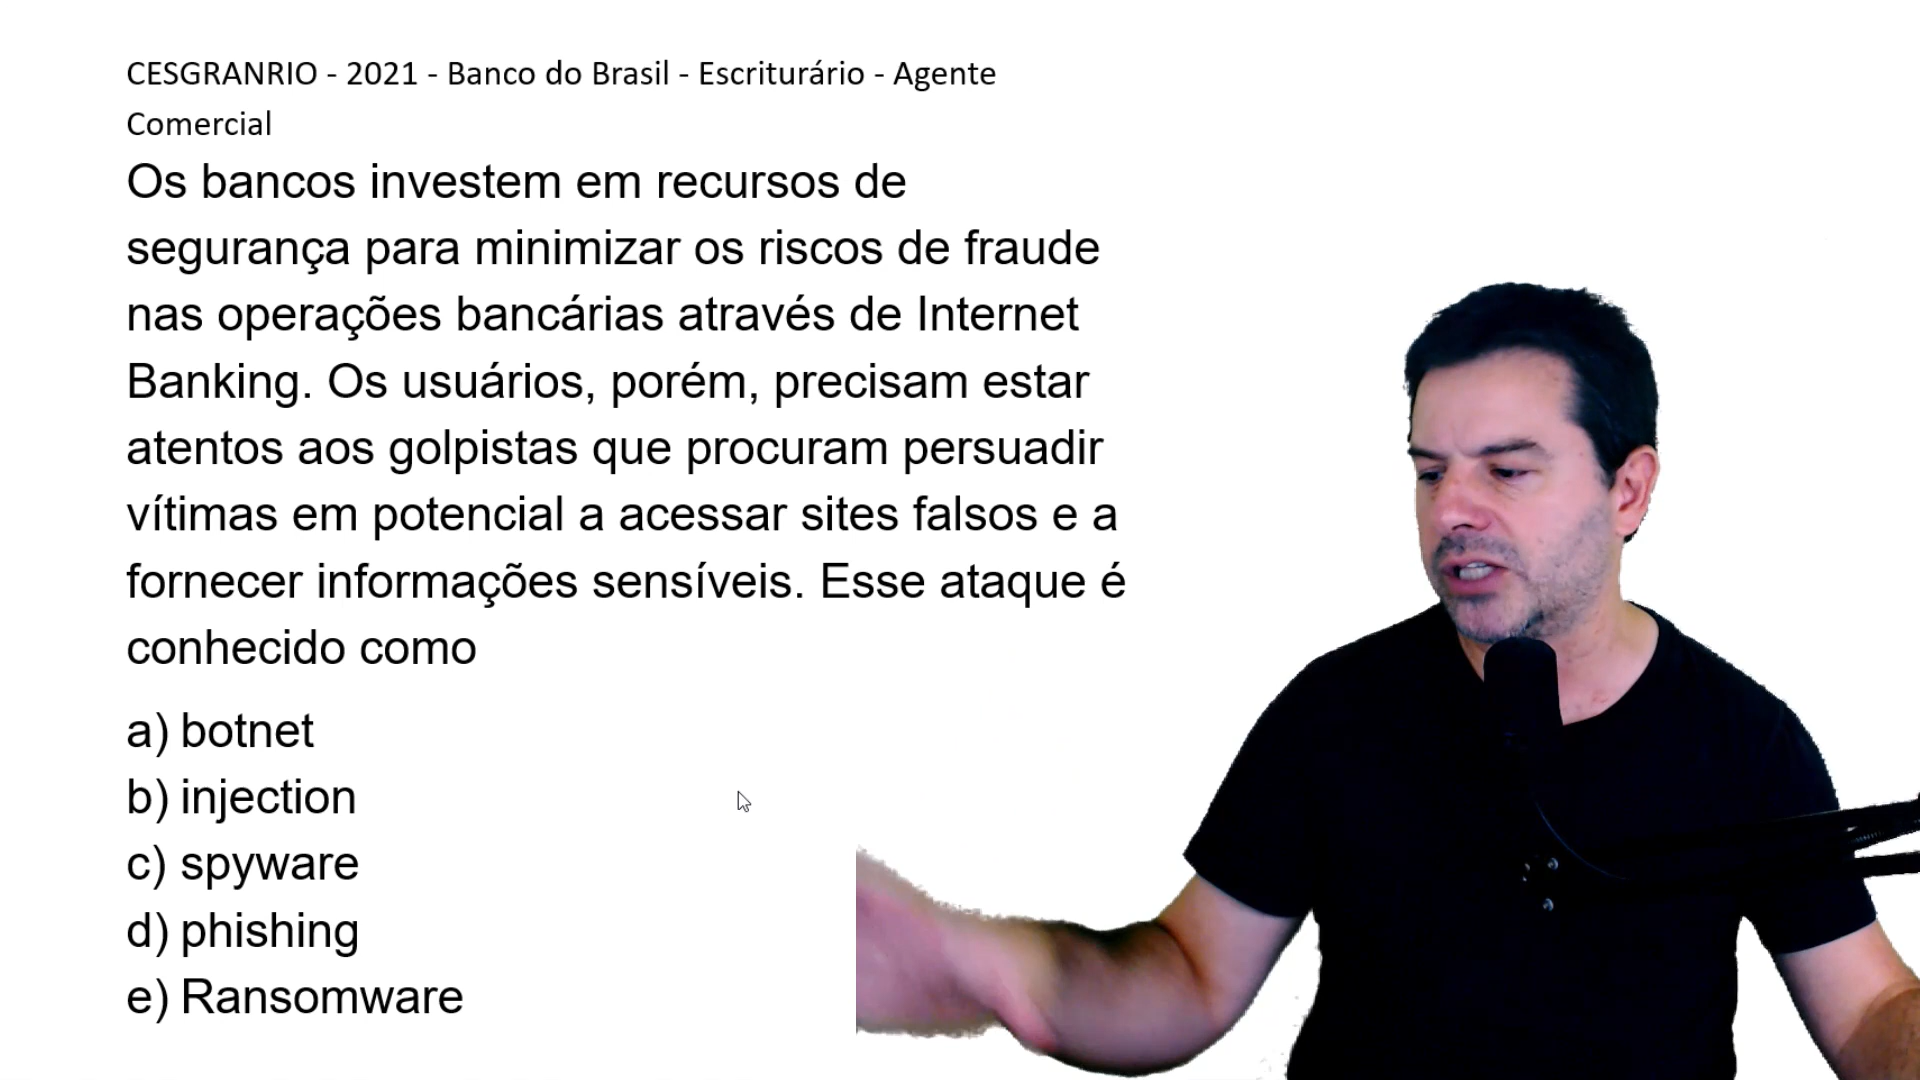 CESGRANRIO - 2021 - Banco do Brasil - Escriturário - Agente
Comercial
Os bancos investem em recursos de
segurança para minimizar os riscos de fraude
nas operações bancárias através de Internet
Banking. Os usuários, porém, precisam estar
atentos aos golpistas que procuram persuadir
vítimas em potencial a acessar sites falsos e a
fornecer informações sensíveis. Esse ataque é
conhecido como
a) botnet
b) injection
c) spyware
d) phishing
e) Ransomware